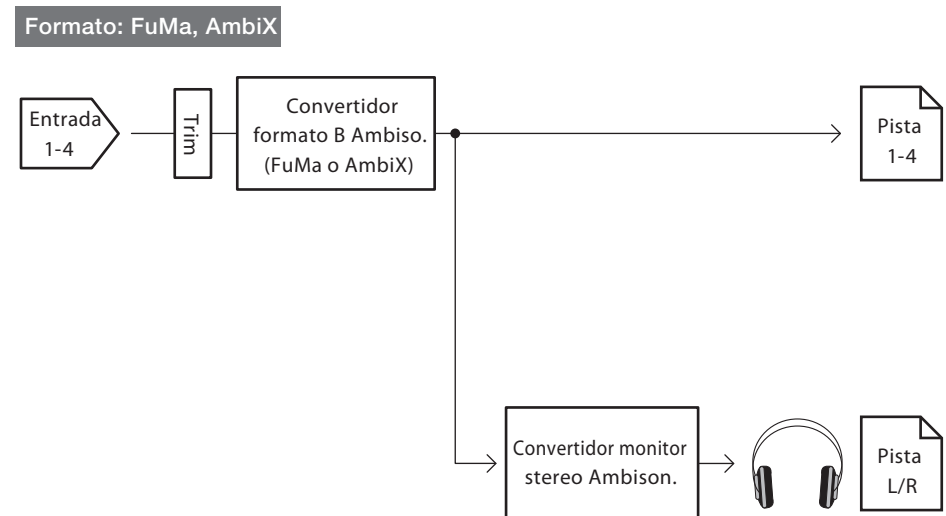 Formato: FuMa, AmbiX
Entrada
1-4
Trim
Convertidor
formato B Ambiso.
(FuMa o AmbiX)
Pista
1-4
Convertidor monitor
stereo Ambison.
Pista
L/R